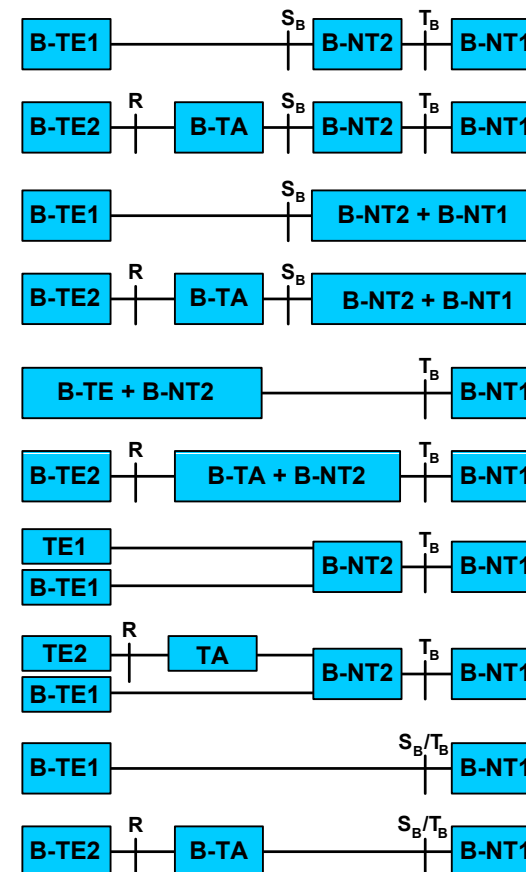 S_B T_B
B-TE1 B-NT2 B-NT1
R S_B T_B
B-TE2 B-TA B-NT2 B-NT1
S_B
B-TE1 B-NT2 + B-NT1
R S_B
B-TE2 B-TA B-NT2 + B-NT1
T_B
B-TE + B-NT2 B-NT1
R T_B
B-TE2 B-TA + B-NT2 B-NT1
TE1 T_B
B-NT2 B-NT1
B-TE1
R
TE2 TA T_B
B-NT2 B-NT1
B-TE1
S_B/T_B
B-TE1 B-NT1
R S_B/T_B
B-TE2 B-TA B-NT1